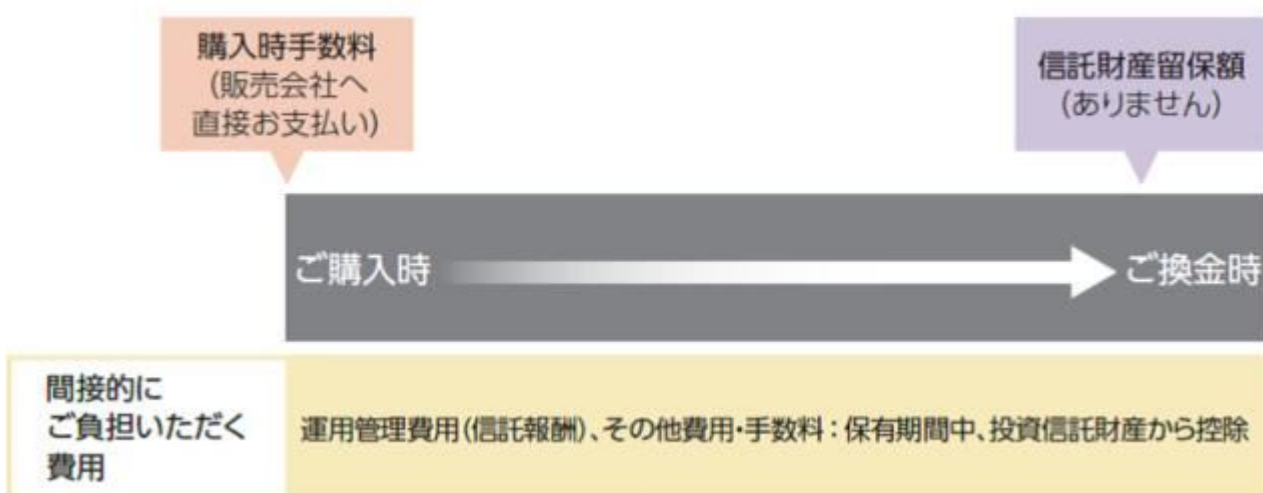 購入時手数料
(販売会社へ
直接お支払い)
信託財産留保額
(ありません)
ご購入時
ご換金時
間接的に
ご負担いただく
費用
運用管理費用(信託報酬)、その他費用・手数料:保有期間中、投資信託財産から控除